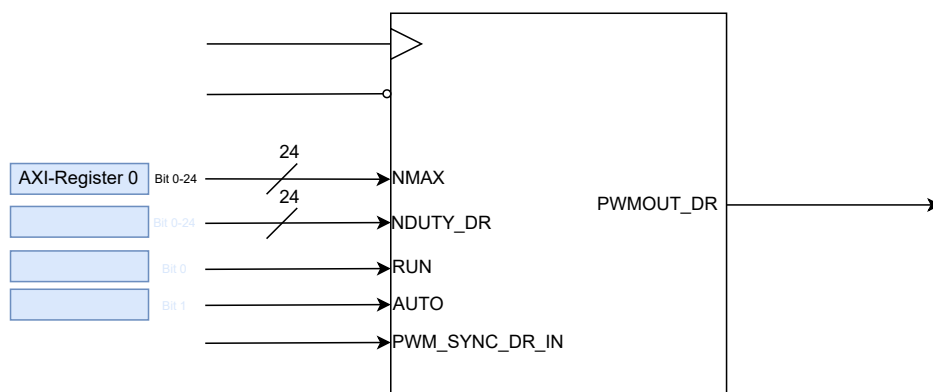 24
AXI-Register 0 Bit 0-24 NMAX
24
PWMOUT_DR
Bit 0-24 NDUTY_DR
Bit 0 RUN
Bit 1 AUTO
PWM_SYNC_DR_IN